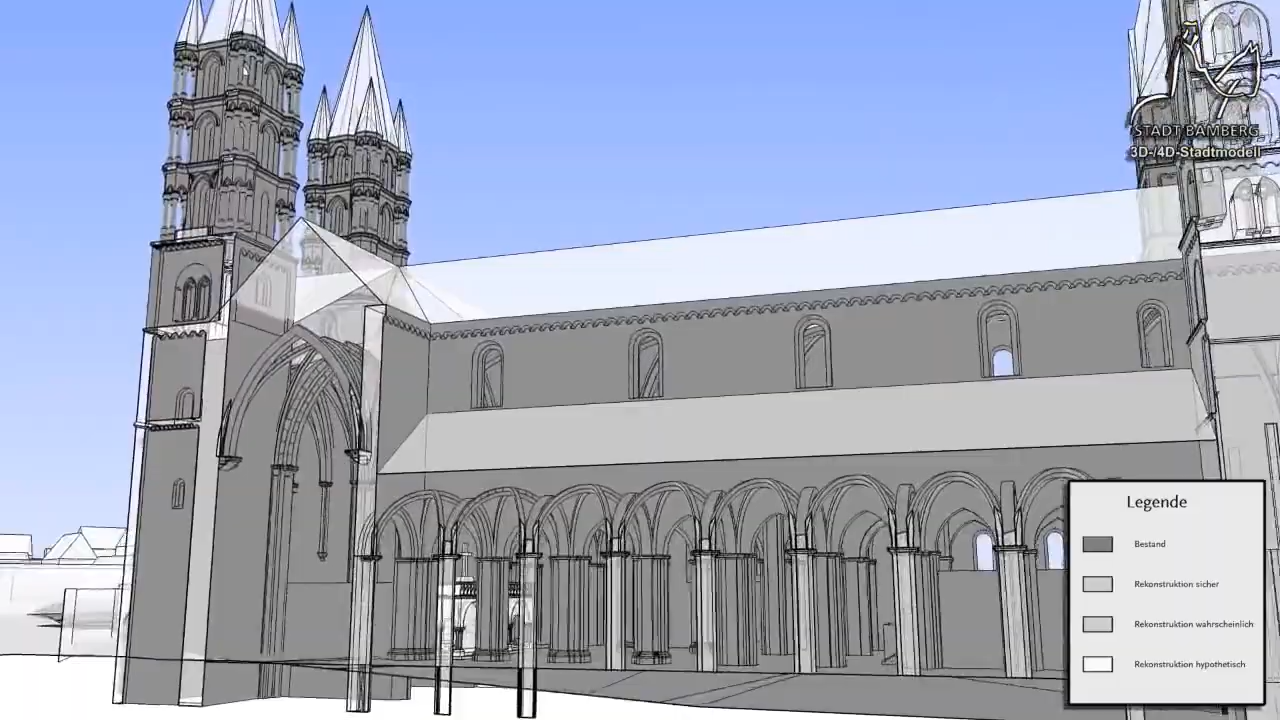 STADT BAMBERG
3D-/4D-Stadtmodell
Legende
Bestand
Rekonstruktion sicher
Rekonstruktion wahrscheinlich
Rekonstruktion hypothetisch